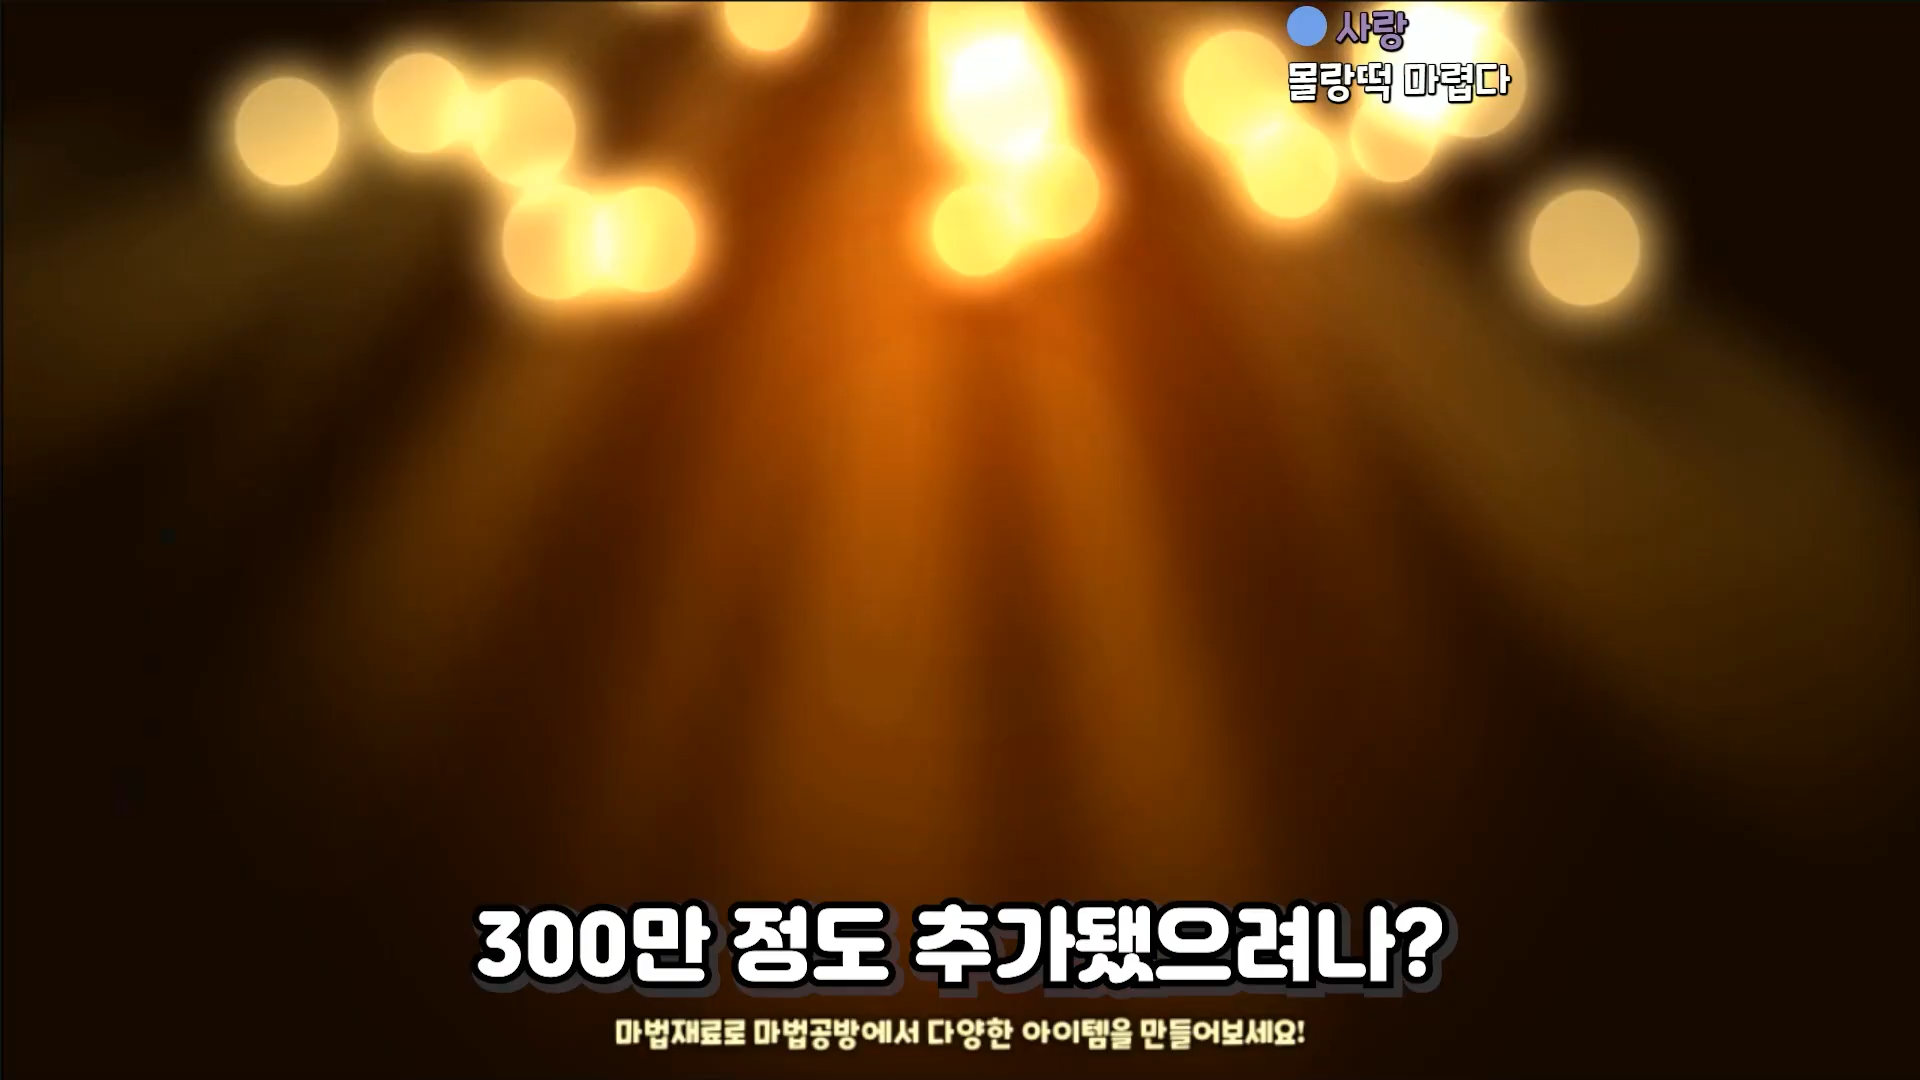 사랑
몰랑떡 마렵다
300만 정도 추가됐으려나?
마법재료로 마법공방에서 다양한 아이템을 만들어보세요!